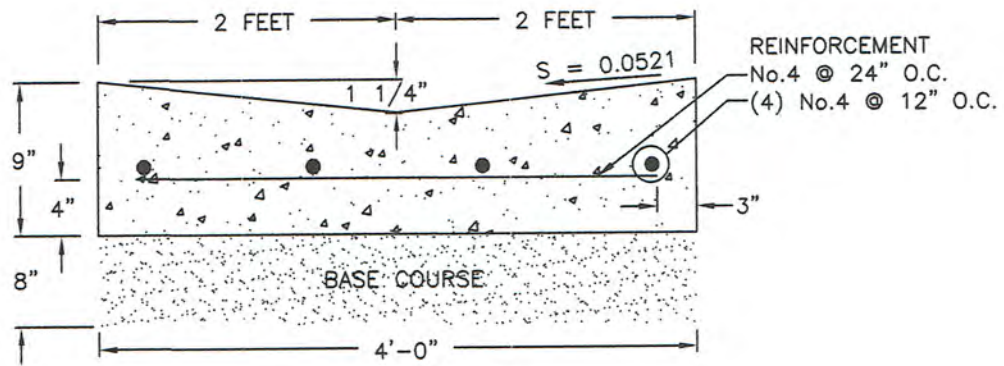 2 FEET
2 FEET
S = 0.0521
1 1/4"
REINFORCEMENT
No.4 @ 24" O.C.
(4) No.4 @ 12" O.C.
9"
4"
3"
8"
BASE COURSE
4'-0"